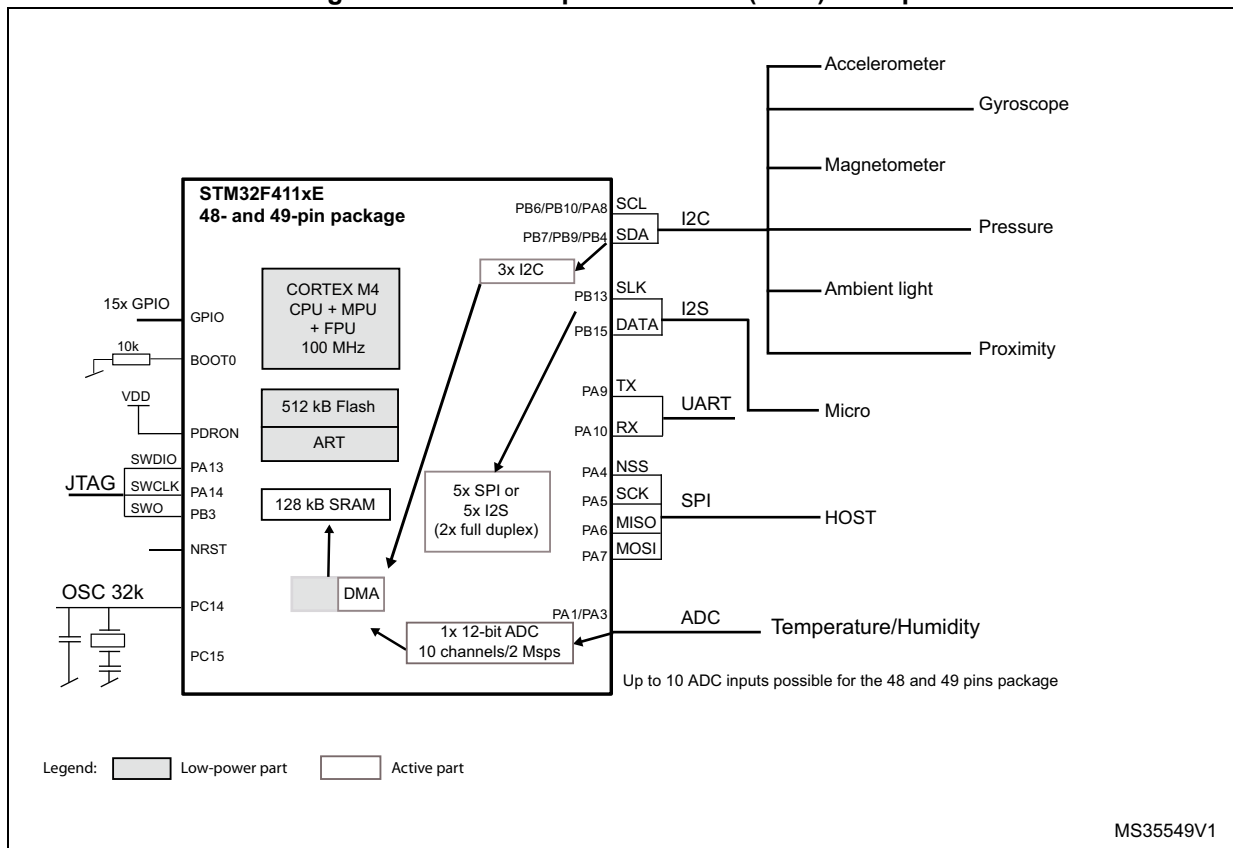 STM32F411xE
48- and 49-pin package
15x GPIO
GPIO
10k
BOOT0
VDD
PDRON
SWDIO
PA13
JTAG
SWCLK
PA14
SWO
PB3
NRST
OSC 32k
PC14
PC15
CORTEX M4
CPU + MPU
+ FPU
100 MHz
512 kB Flash
ART
128 kB SRAM
DMA
3x I2C
5x SPI or
5x I2S
(2x full duplex)
1x 12-bit ADC
10 channels/2 Msps
PB6/PB10/PA8
SCL
PB7/PB9/PB4
SDA
I2C
PB13
SLK
PB15
DATA
I2S
PA9
TX
PA10
RX
UART
PA4
NSS
PA5
SCK
PA6
MISO
PA7
MOSI
SPI
PA1/PA3
ADC
Accelerometer
Gyroscope
Magnetometer
Pressure
Ambient light
Proximity
Micro
HOST
Temperature/Humidity
Up to 10 ADC inputs possible for the 48 and 49 pins package
Legend:
Low-power part
Active part
MS35549V1